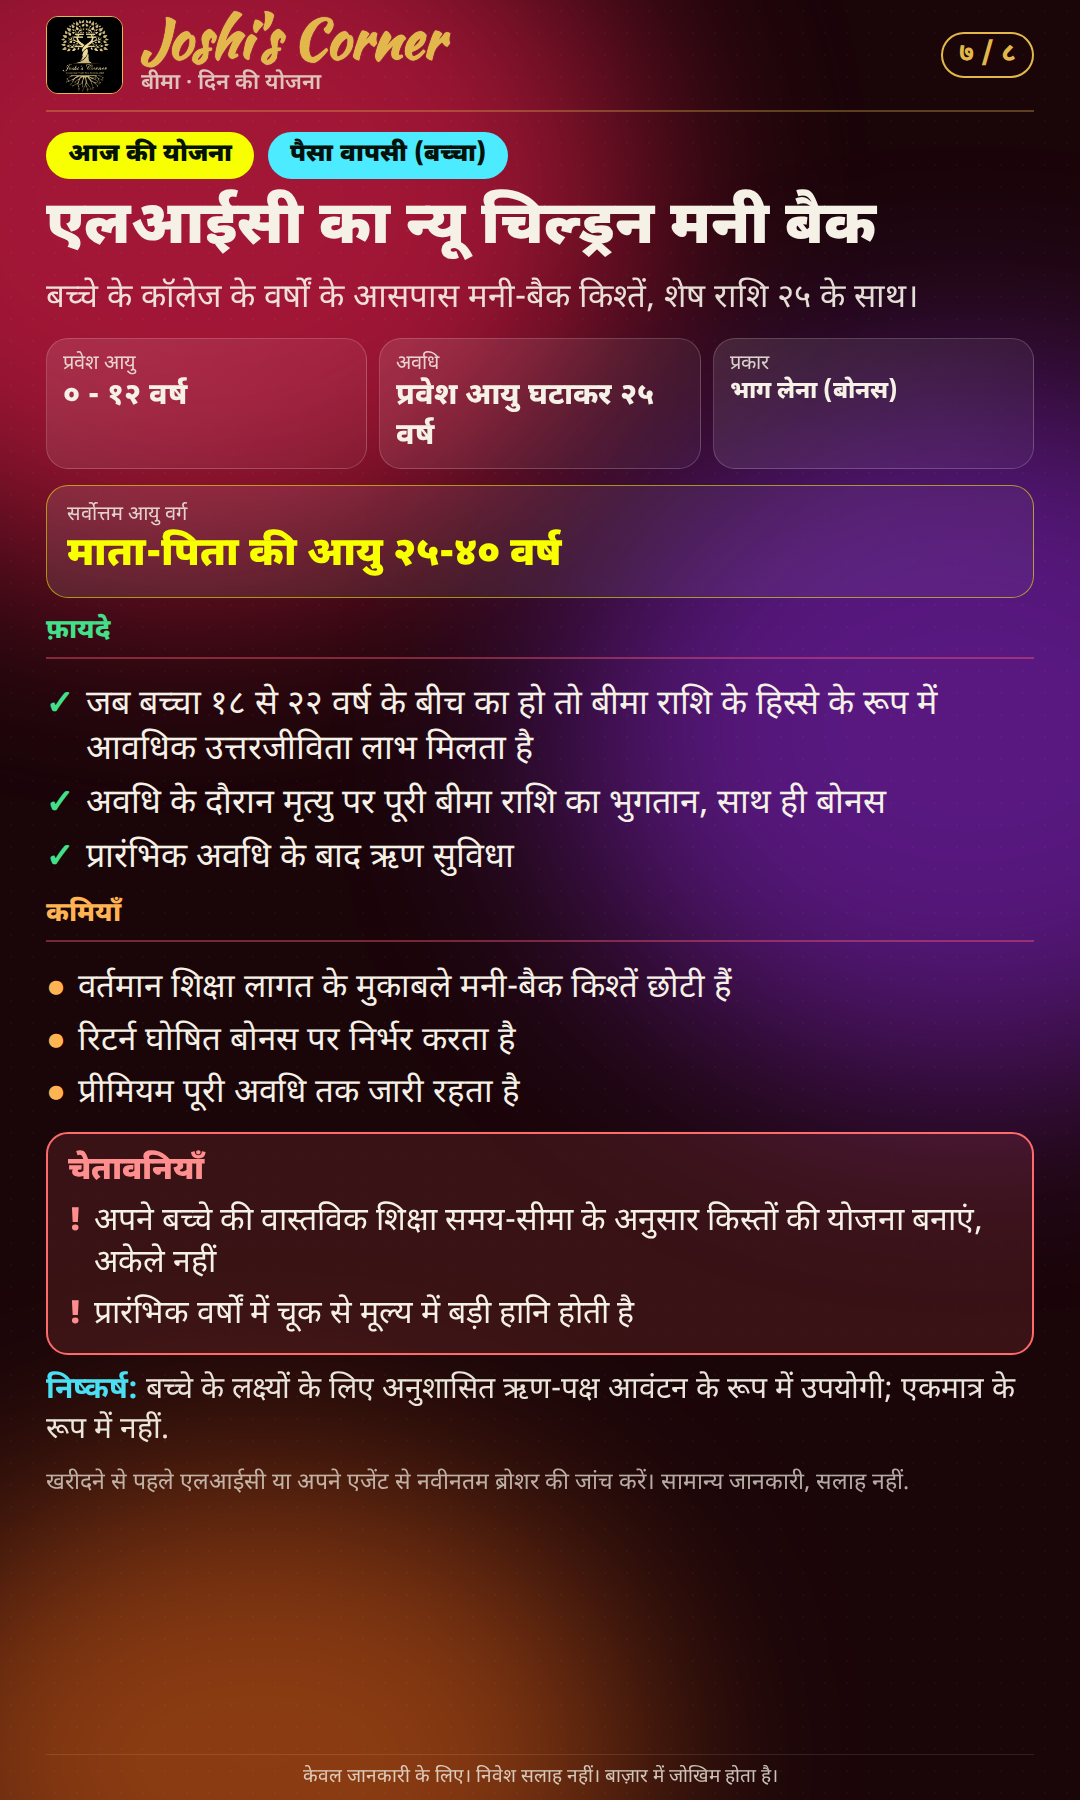 Joshi's Corner
Joshi's Corner
बीमा · दिन की योजना
७ / ८
आज की योजना
पैसा वापसी (बच्चा)
एलआईसी का न्यू चिल्ड्रन मनी बैक
बच्चे के कॉलेज के वर्षों के आसपास मनी-बैक किश्तें, शेष राशि २५ के साथ।
प्रवेश आयु
० - १२ वर्ष
अवधि
प्रवेश आयु घटाकर २५
वर्ष
प्रकार
भाग लेना (बोनस)
सर्वोत्तम आयु वर्ग
माता-पिता की आयु २५-४० वर्ष
फ़ायदे
✓ जब बच्चा १८ से २२ वर्ष के बीच का हो तो बीमा राशि के हिस्से के रूप में
आवधिक उत्तरजीविता लाभ मिलता है
✓ अवधि के दौरान मृत्यु पर पूरी बीमा राशि का भुगतान, साथ ही बोनस
✓ प्रारंभिक अवधि के बाद ऋण सुविधा
कमियाँ
● वर्तमान शिक्षा लागत के मुकाबले मनी-बैक किश्तें छोटी हैं
● रिटर्न घोषित बोनस पर निर्भर करता है
● प्रीमियम पूरी अवधि तक जारी रहता है
चेतावनियाँ
! अपने बच्चे की वास्तविक शिक्षा समय-सीमा के अनुसार किस्तों की योजना बनाएं,
अकेले नहीं
! प्रारंभिक वर्षों में चूक से मूल्य में बड़ी हानि होती है
निष्कर्ष: बच्चे के लक्ष्यों के लिए अनुशासित ऋण-पक्ष आवंटन के रूप में उपयोगी; एकमात्र के
रूप में नहीं.
खरीदने से पहले एलआईसी या अपने एजेंट से नवीनतम ब्रोशर की जांच करें। सामान्य जानकारी, सलाह नहीं.
केवल जानकारी के लिए। निवेश सलाह नहीं। बाज़ार में जोखिम होता है।